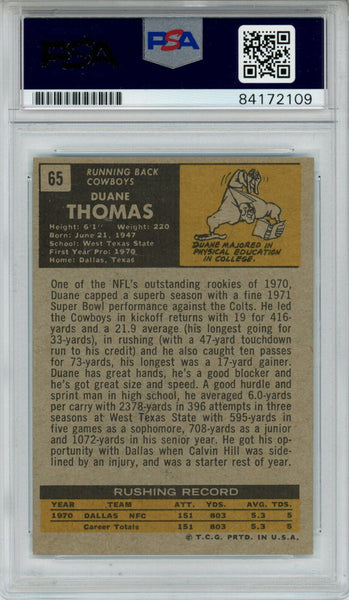 PSA
PSA
84172109
65
RUNNING BACK
COWBOYS
DUANE
THOMAS
Height: 6'1" Weight: 220
Born: June 21, 1947
School: West Texas State
First Year Pro: 1970
Home: Dallas, Texas
DUANE MAJORED IN
PHYSICAL EDUCATION
IN COLLEGE.
One of the NFL's outstanding rookies of 1970,
Duane capped a superb season with a fine 1971
Super Bowl performance against the Colts. He led
the Cowboys in kickoff returns with 19 for 416-
yards and a 21.9 average (his longest going for
33-yards), in rushing (with a 47-yard touchdown
run to his credit) and he also caught ten passes
for 73-yards, his longest was a 17-yard gainer.
Duane has great hands, he's a good blocker and
he's got great size and speed. A good hurdle and
sprint man in high school, he averaged 6.0-yards
per carry with 2378-yards in 396 attempts in three
seasons at West Texas State with 595-yards in
five games as a sophomore, 708-yards as a junior
and 1072-yards in his senior year. He got his op-
portunity with Dallas when Calvin Hill was side-
lined by an injury, and was a starter rest of year.
RUSHING RECORD
YEAR TEAM ATT. YDS. AVG. TDS.
1970 DALLAS NFC 151 803 5.3 5
Career Totals 151 803 5.3 5
© T.C.G. PRTD. IN U.S.A.